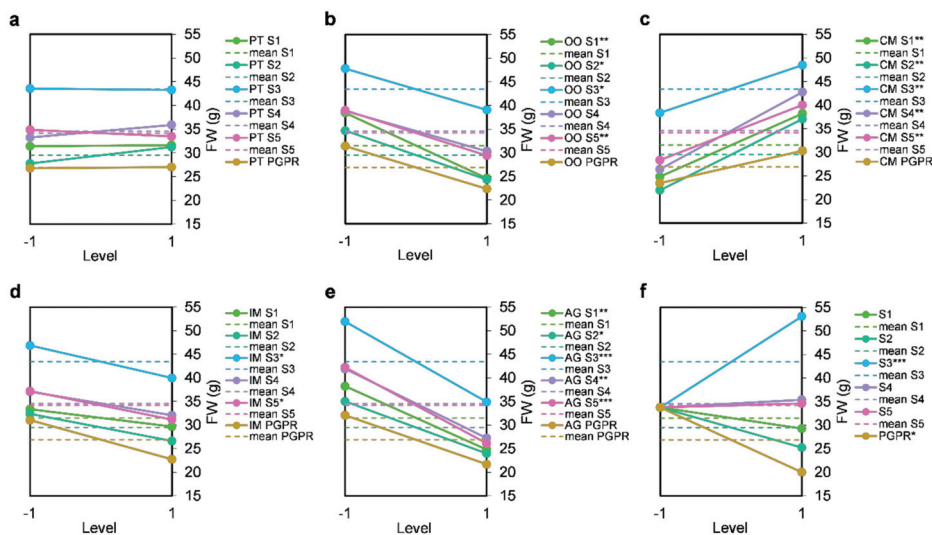 a
55
50
45
40
35
30
25
20
15
FW (g)
-1
1
Level
PT S1
mean S1
PT S2
mean S2
PT S3
mean S3
PT S4
mean S4
PT S5
mean S5
PT PGPR
b
55
50
45
40
35
30
25
20
15
FW (g)
-1
1
Level
OO S1**
mean S1
OO S2*
mean S2
OO S3*
mean S3
OO S4
mean S4
OO S5**
mean S5
OO PGPR
c
55
50
45
40
35
30
25
20
15
FW (g)
-1
1
Level
CM S1**
mean S1
CM S2**
mean S2
CM S3**
mean S3
CM S4**
mean S4
CM S5**
mean S5
CM PGPR
d
55
50
45
40
35
30
25
20
15
FW (g)
-1
1
Level
IM S1
mean S1
IM S2
mean S2
IM S3*
mean S3
IM S4
mean S4
IM S5*
mean S5
IM PGPR
mean PGPR
e
55
50
45
40
35
30
25
20
15
FW (g)
-1
1
Level
AG S1**
mean S1
AG S2*
mean S2
AG S3***
mean S3
AG S4**
mean S4
AG S5***
mean S5
AG PGPR
mean PGPR
f
55
50
45
40
35
30
25
20
15
FW (g)
-1
1
Level
S1
mean S1
S2
mean S2
S3***
mean S3
S4
mean S4
S5
mean S5
PGPR*